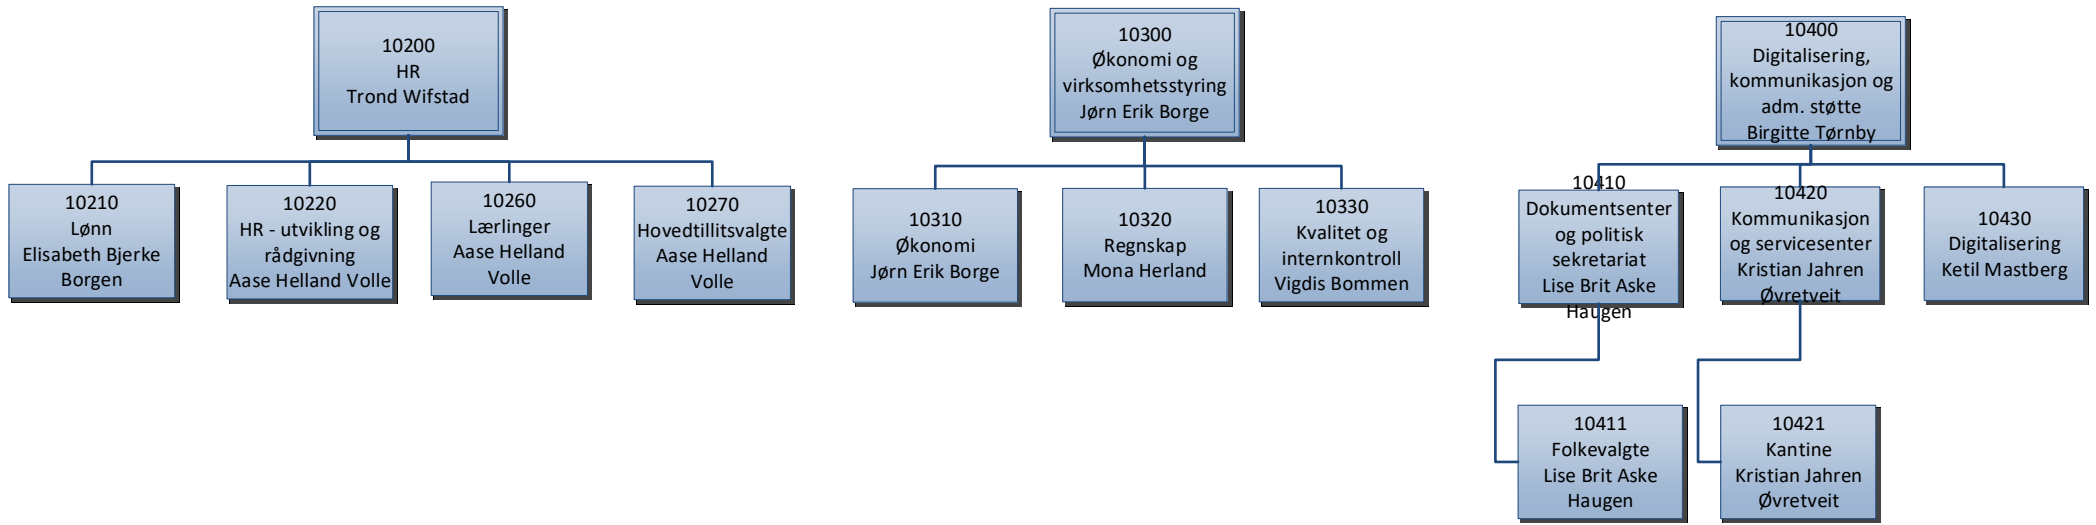 10200
HR
Trond Wifstad
10300
Økonomi og
virksomhetsstyring
Jørn Erik Borge
10400
Digitalisering,
kommunikasjon og
adm. støtte
Birgitte Tørnby
10210
Lønn
Elisabeth Bjerke
Borgen
10220
HR - utvikling og
rådgivning
Aase Helland Volle
10260
Lærlinger
Aase Helland
Volle
10270
Hovedtillitsvalgte
Aase Helland
Volle
10310
Økonomi
Jørn Erik Borge
10320
Regnskap
Mona Herland
10330
Kvalitet og
internkontroll
Vigdis Bommen
10410
Dokumentsenter
og politisk
sekretariat
Lise Brit Aske
Haugen
10420
Kommunikasjon
og servicesenter
Kristian Jahren
Øvretveit
10430
Digitalisering
Ketil Mastberg
10411
Folkevalgte
Lise Brit Aske
Haugen
10421
Kantine
Kristian Jahren
Øvretveit